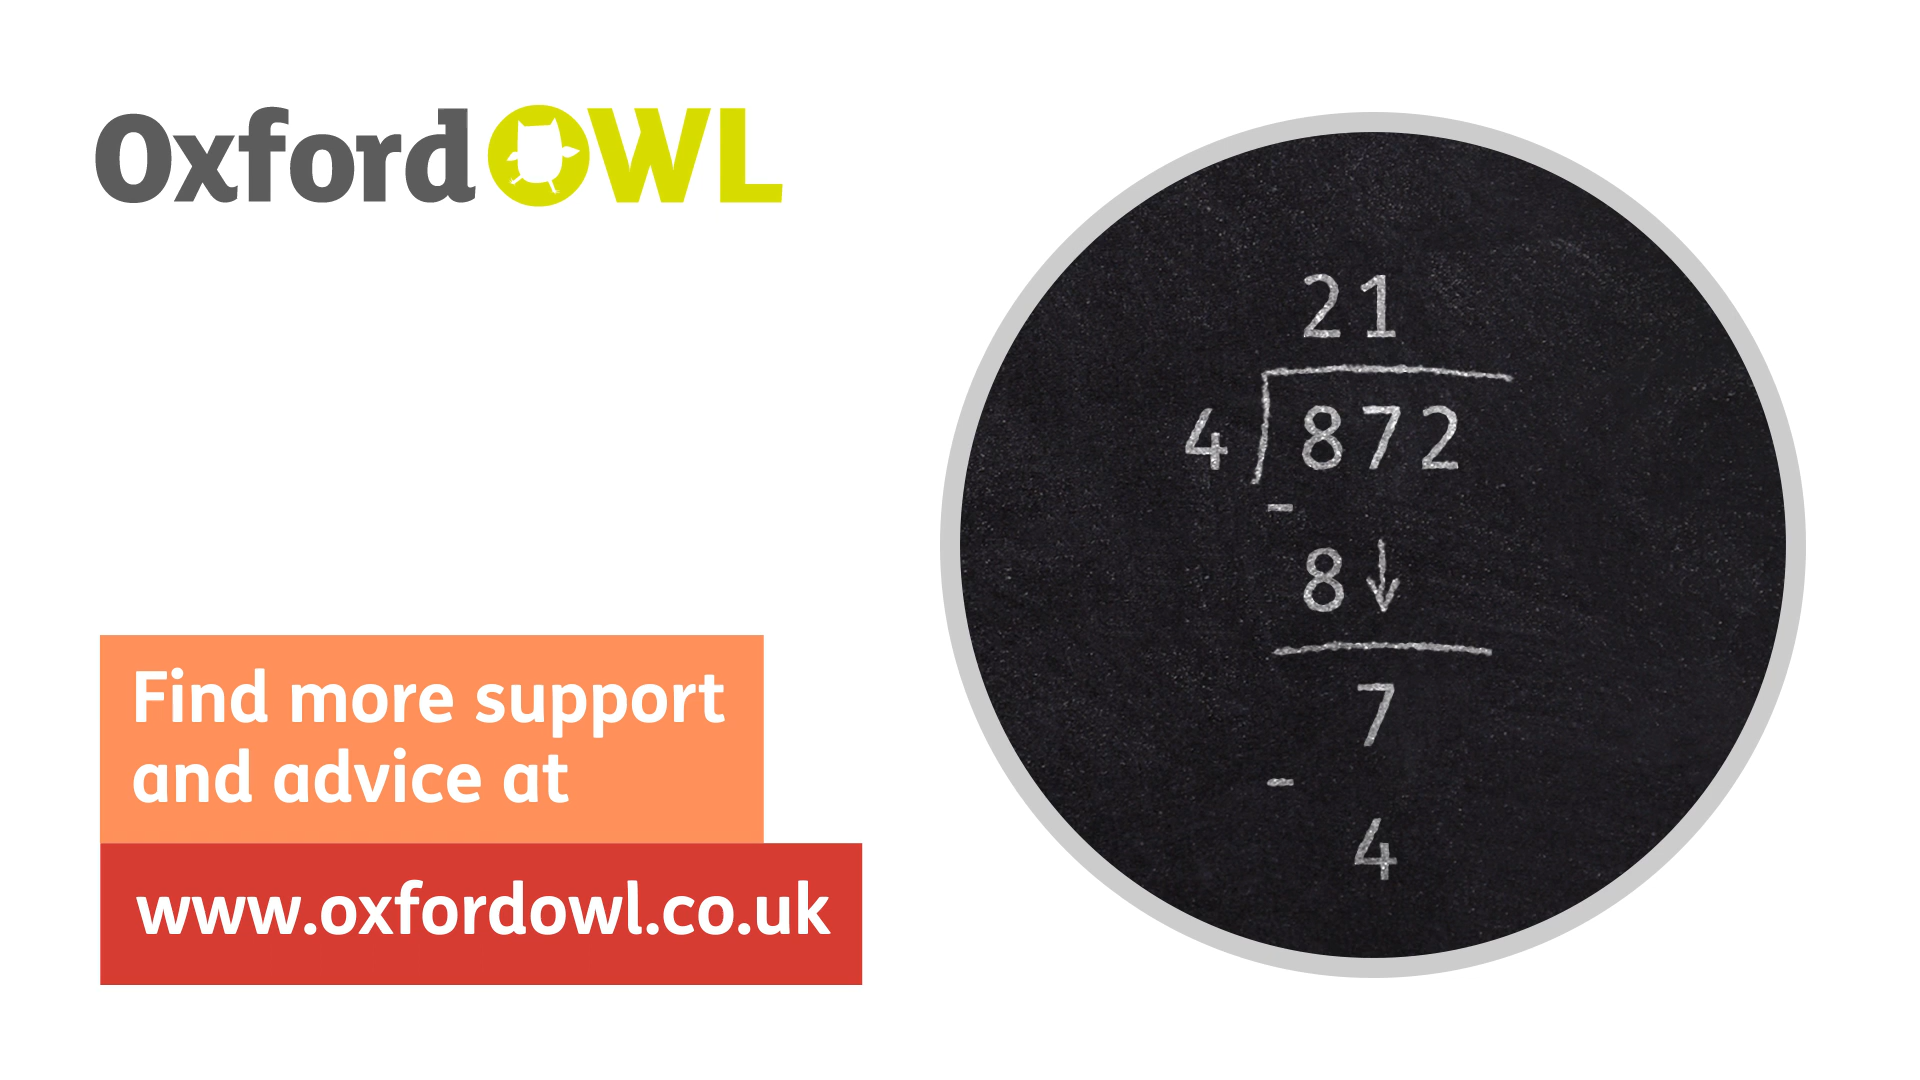 Oxford OWL
Find more support
and advice at
www.oxfordowl.co.uk
21
4 872
-
8↓
7
-
4